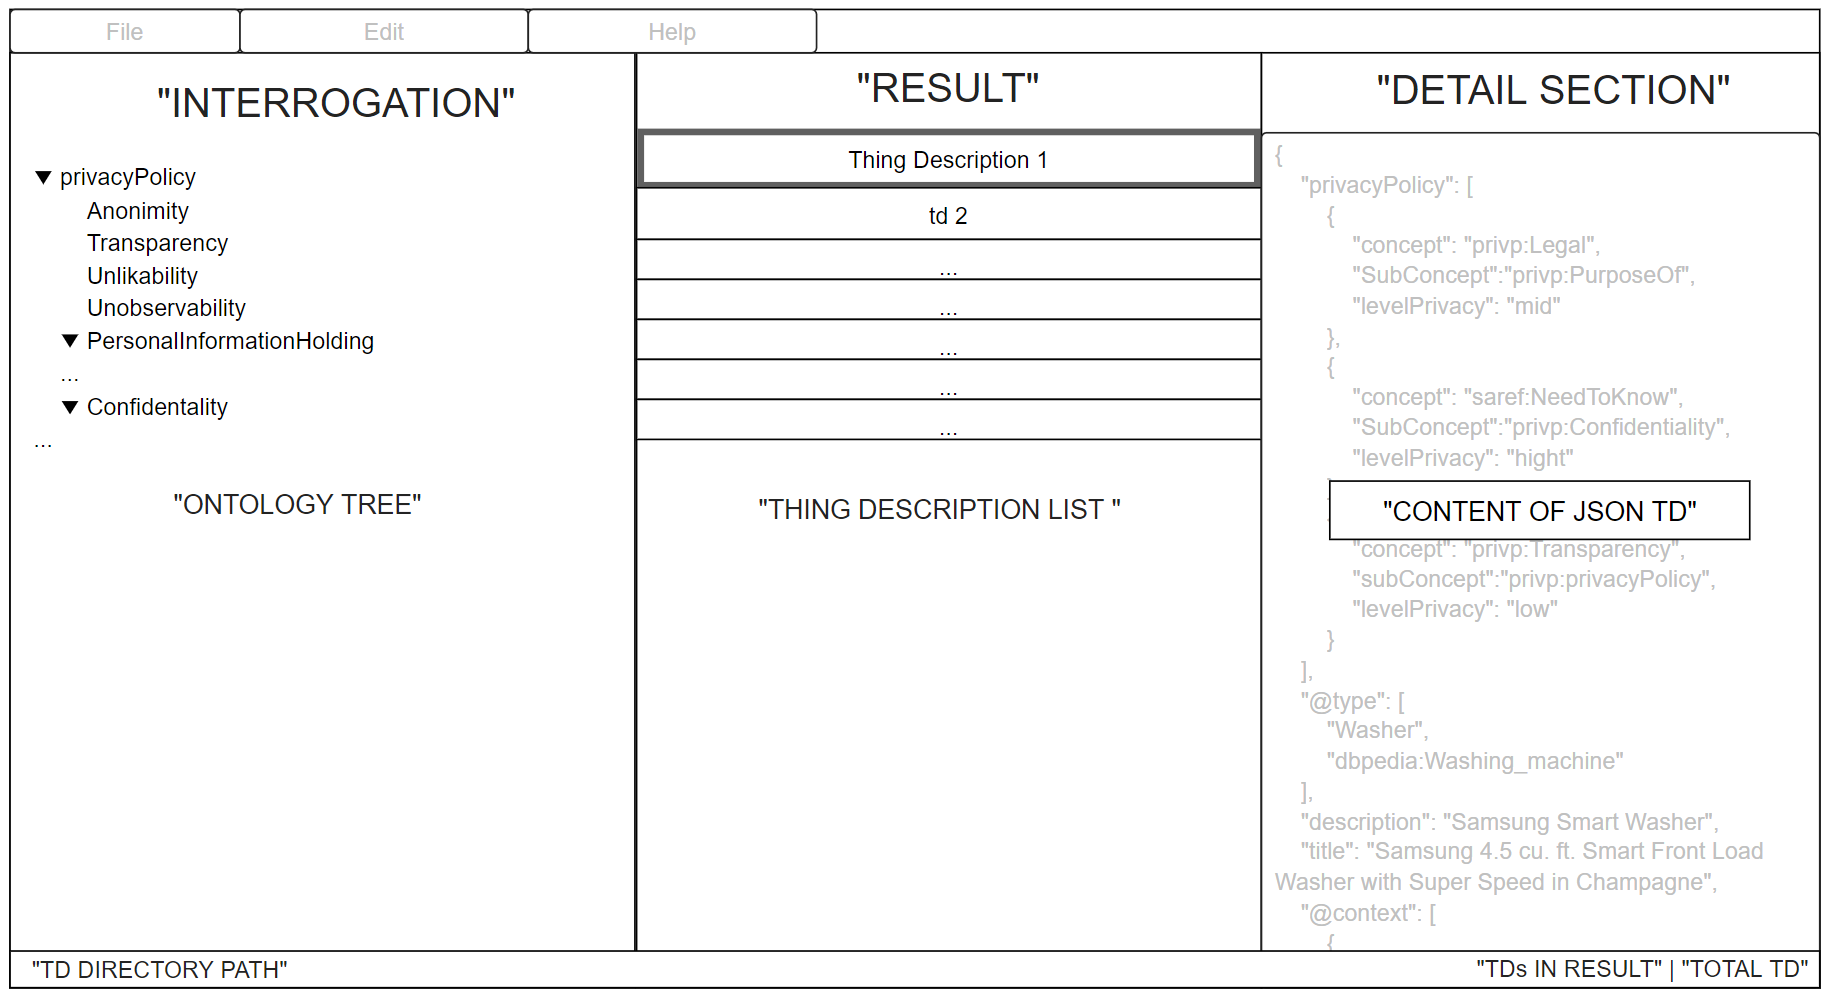 File
Edit
Help
"INTERROGATION"
▼ privacyPolicy
Anonimity
Transparency
Unlikability
Unobservability
▼ PersonalInformationHolding
...
▼ Confidentality
...
"ONTOLOGY TREE"
"RESULT"
Thing Description 1
td 2
...
...
...
...
...
"THING DESCRIPTION LIST "
"DETAIL SECTION"
{
"privacyPolicy": [
{
"concept": "privp:Legal",
"SubConcept":"privp:PurposeOf",
"levelPrivacy": "mid"
},
{
"concept": "saref:NeedToKnow",
"SubConcept":"privp:Confidentiality",
"levelPrivacy": "hight"
"CONTENT OF JSON TD"
"concept": "privp:Transparency",
"subConcept":"privp:privacyPolicy",
"levelPrivacy": "low"
}
],
"@type": [
"Washer",
"dbpedia:Washing_machine"
],
"description": "Samsung Smart Washer",
"title": "Samsung 4.5 cu. ft. Smart Front Load
Washer with Super Speed in Champagne",
"@context": [
{
"TD DIRECTORY PATH"
"TDs IN RESULT" | "TOTAL TD"